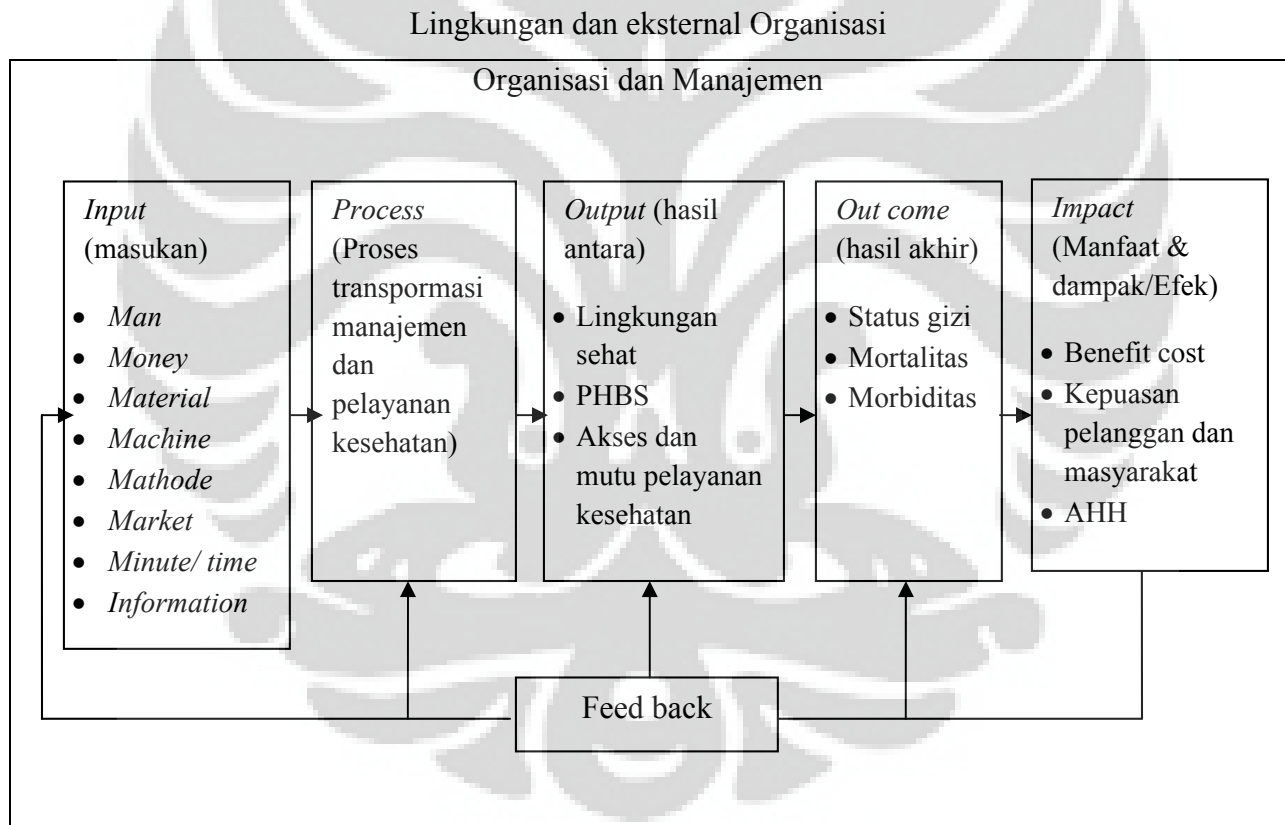 Lingkungan dan eksternal Organisasi
Organisasi dan Manajemen
Input
(masukan)
• Man
• Money
• Material
• Machine
• Mathode
• Market
• Minute/ time
• Information
Process
(Proses
transpormasi
manajemen
dan
pelayanan
kesehatan)
Output (hasil
antara)
• Lingkungan
sehat
• PHBS
• Akses dan
mutu pelayanan
kesehatan
Out come
(hasil akhir)
• Status gizi
• Mortalitas
• Morbiditas
Impact
(Manfaat &
dampak/Efek)
• Benefit cost
• Kepuasan
pelanggan dan
masyarakat
• AHH
Feed back